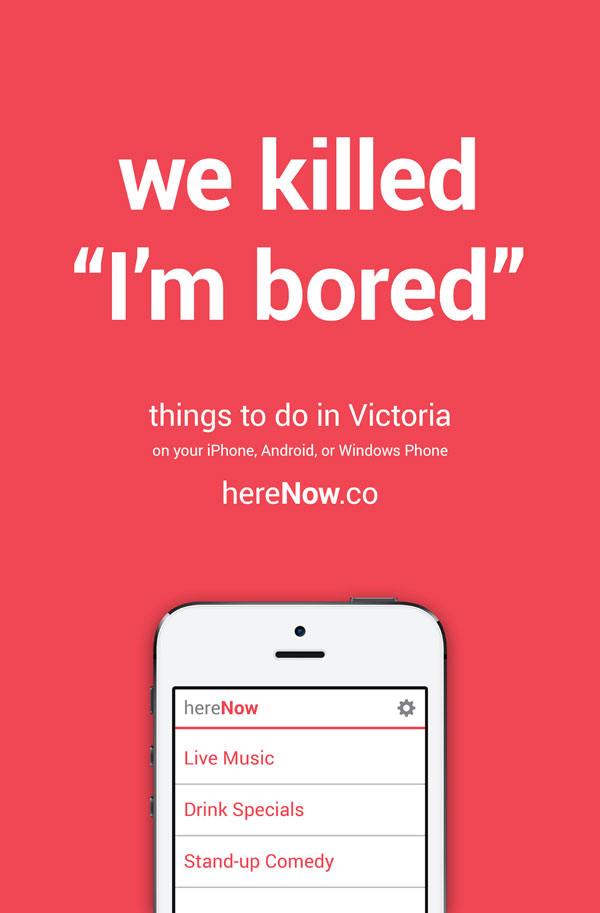 we killed
“I’m bored”
things to do in Victoria
on your iPhone, Android, or Windows Phone
hereNow.co
hereNow
Live Music
Drink Specials
Stand-up Comedy